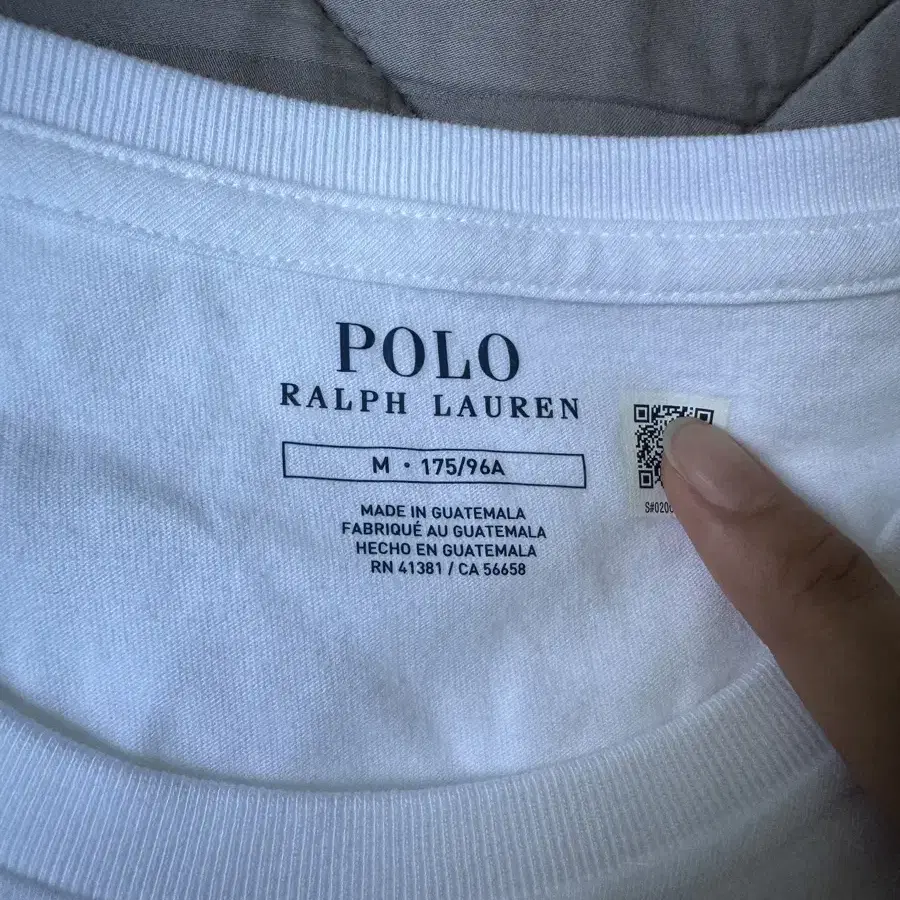 POLO
RALPH LAUREN
M · 175/96A
MADE IN GUATEMALA
FABRIQUÉ AU GUATEMALA
HECHO EN GUATEMALA
RN 41381 / CA 56658